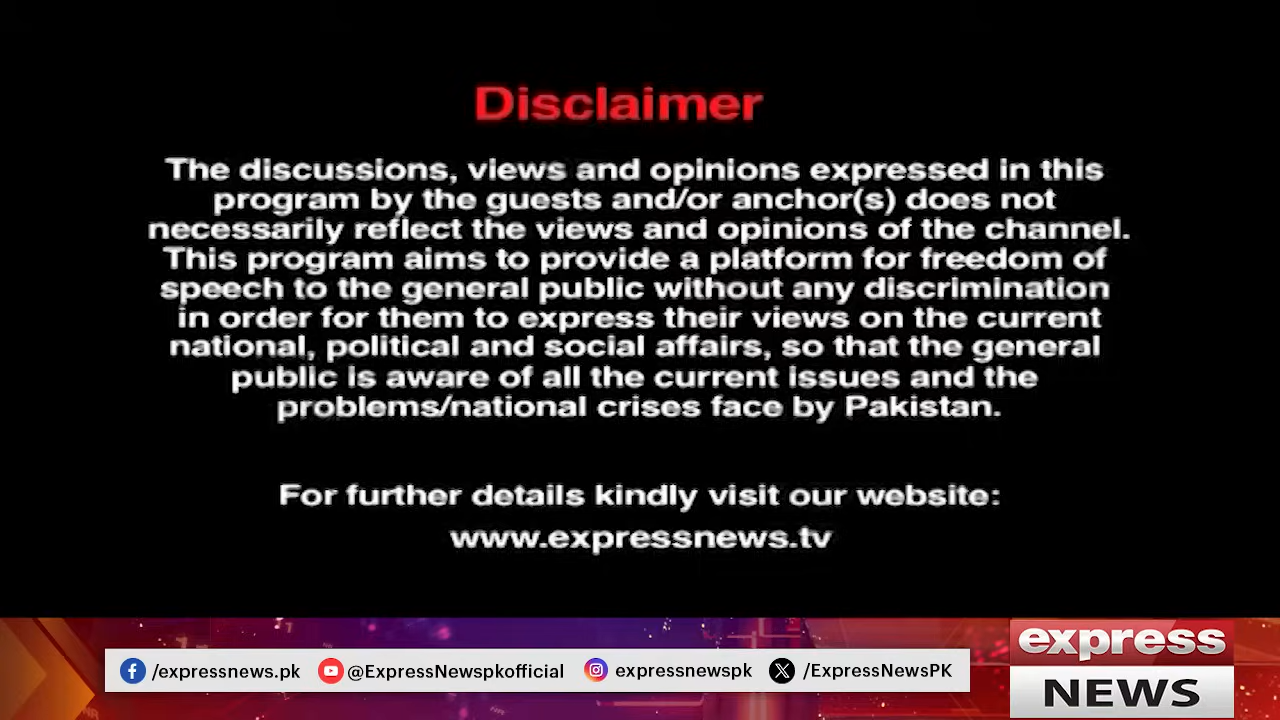 Disclaimer
The discussions, views and opinions expressed in this
program by the guests and/or anchor(s) does not
necessarily reflect the views and opinions of the channel.
This program aims to provide a platform for freedom of
speech to the general public without any discrimination
in order for them to express their views on the current
national, political and social affairs, so that the general
public is aware of all the current issues and the
problems/national crises face by Pakistan.
For further details kindly visit our website:
www.expressnews.tv
/expressnews.pk @ExpressNewspkofficial expressnewspk /ExpressNewsPK
express
NEWS